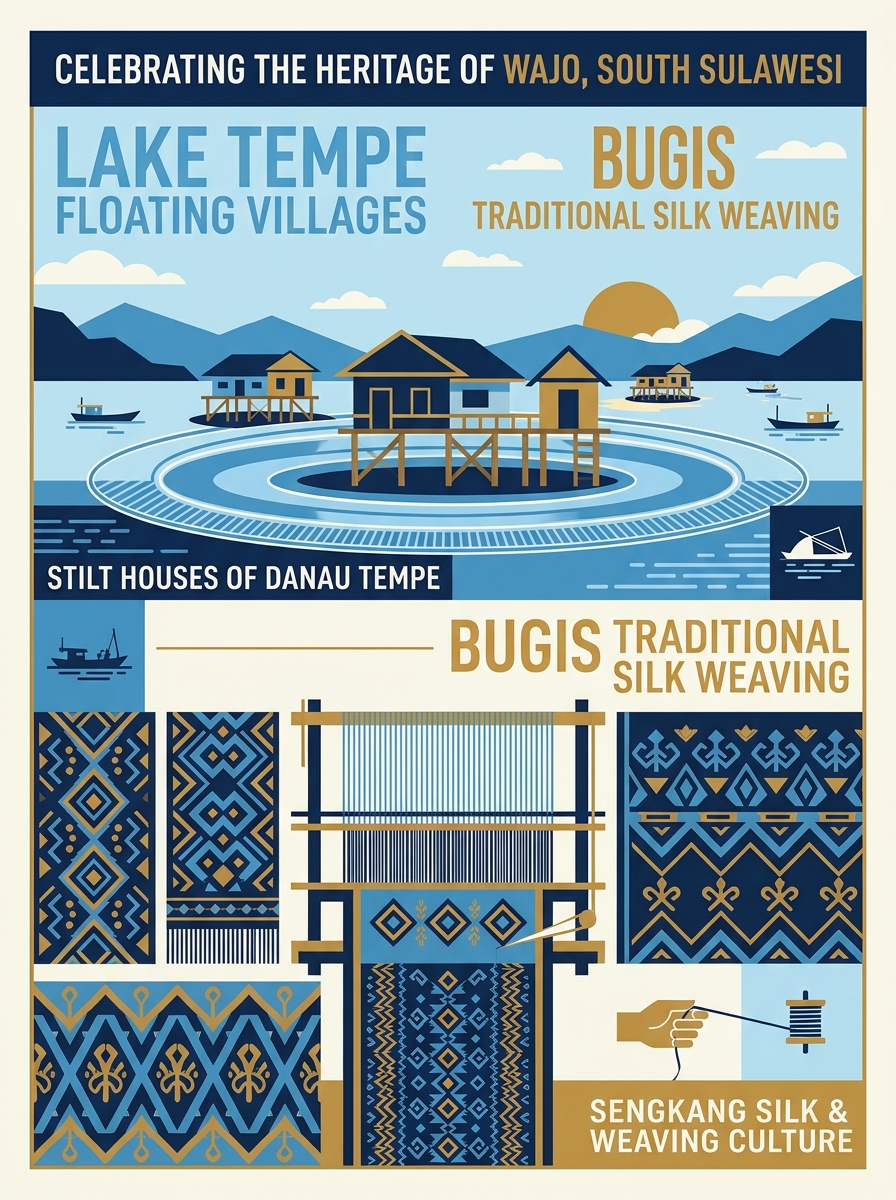 CELEBRATING THE HERITAGE OF WAJO, SOUTH SULAWESI
LAKE TEMPE
FLOATING VILLAGES
BUGIS
TRADITIONAL SILK WEAVING
STILT HOUSES OF DANAU TEMPE
BUGIS TRADITIONAL
SILK WEAVING
SENGKANG SILK &
WEAVING CULTURE